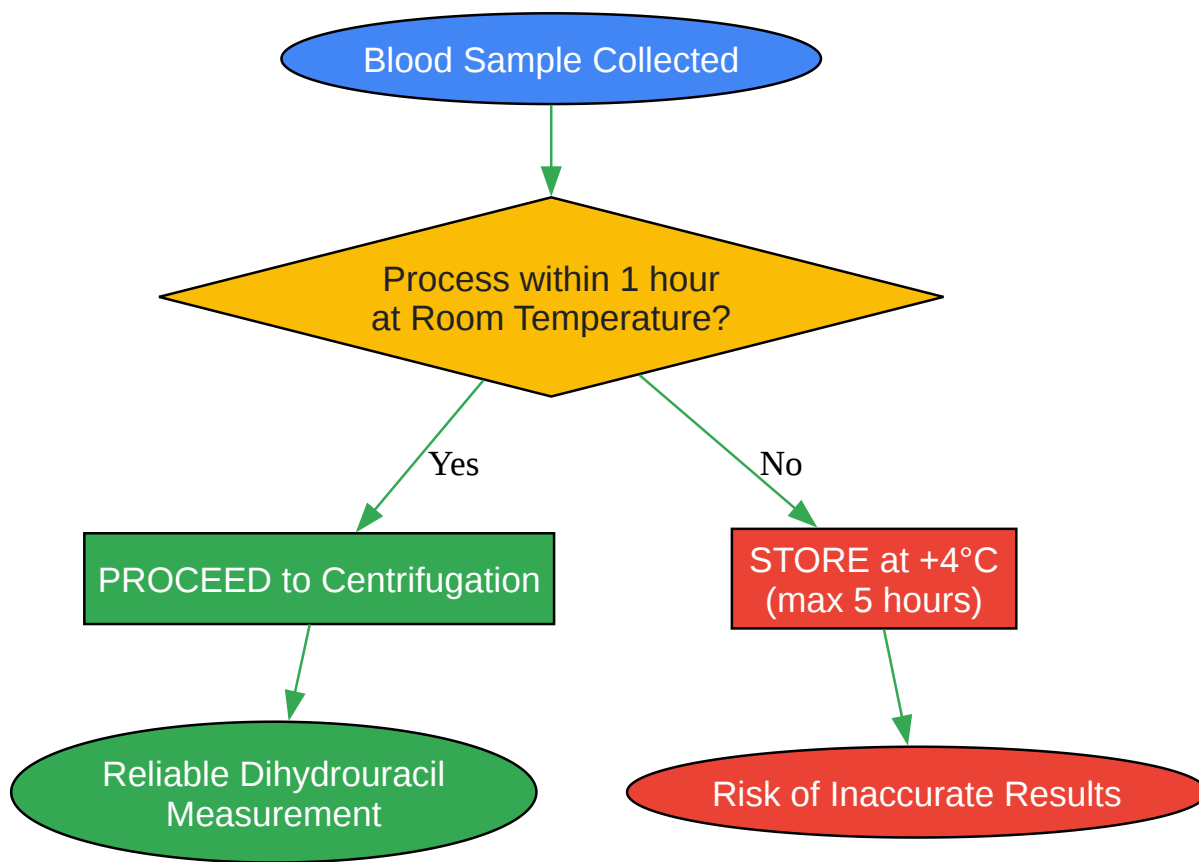 Blood Sample Collected
Process within 1 hour
at Room Temperature?
Yes
No
PROCEED to Centrifugation
STORE at +4°C
(max 5 hours)
Reliable Dihydrouracil
Measurement
Risk of Inaccurate Results